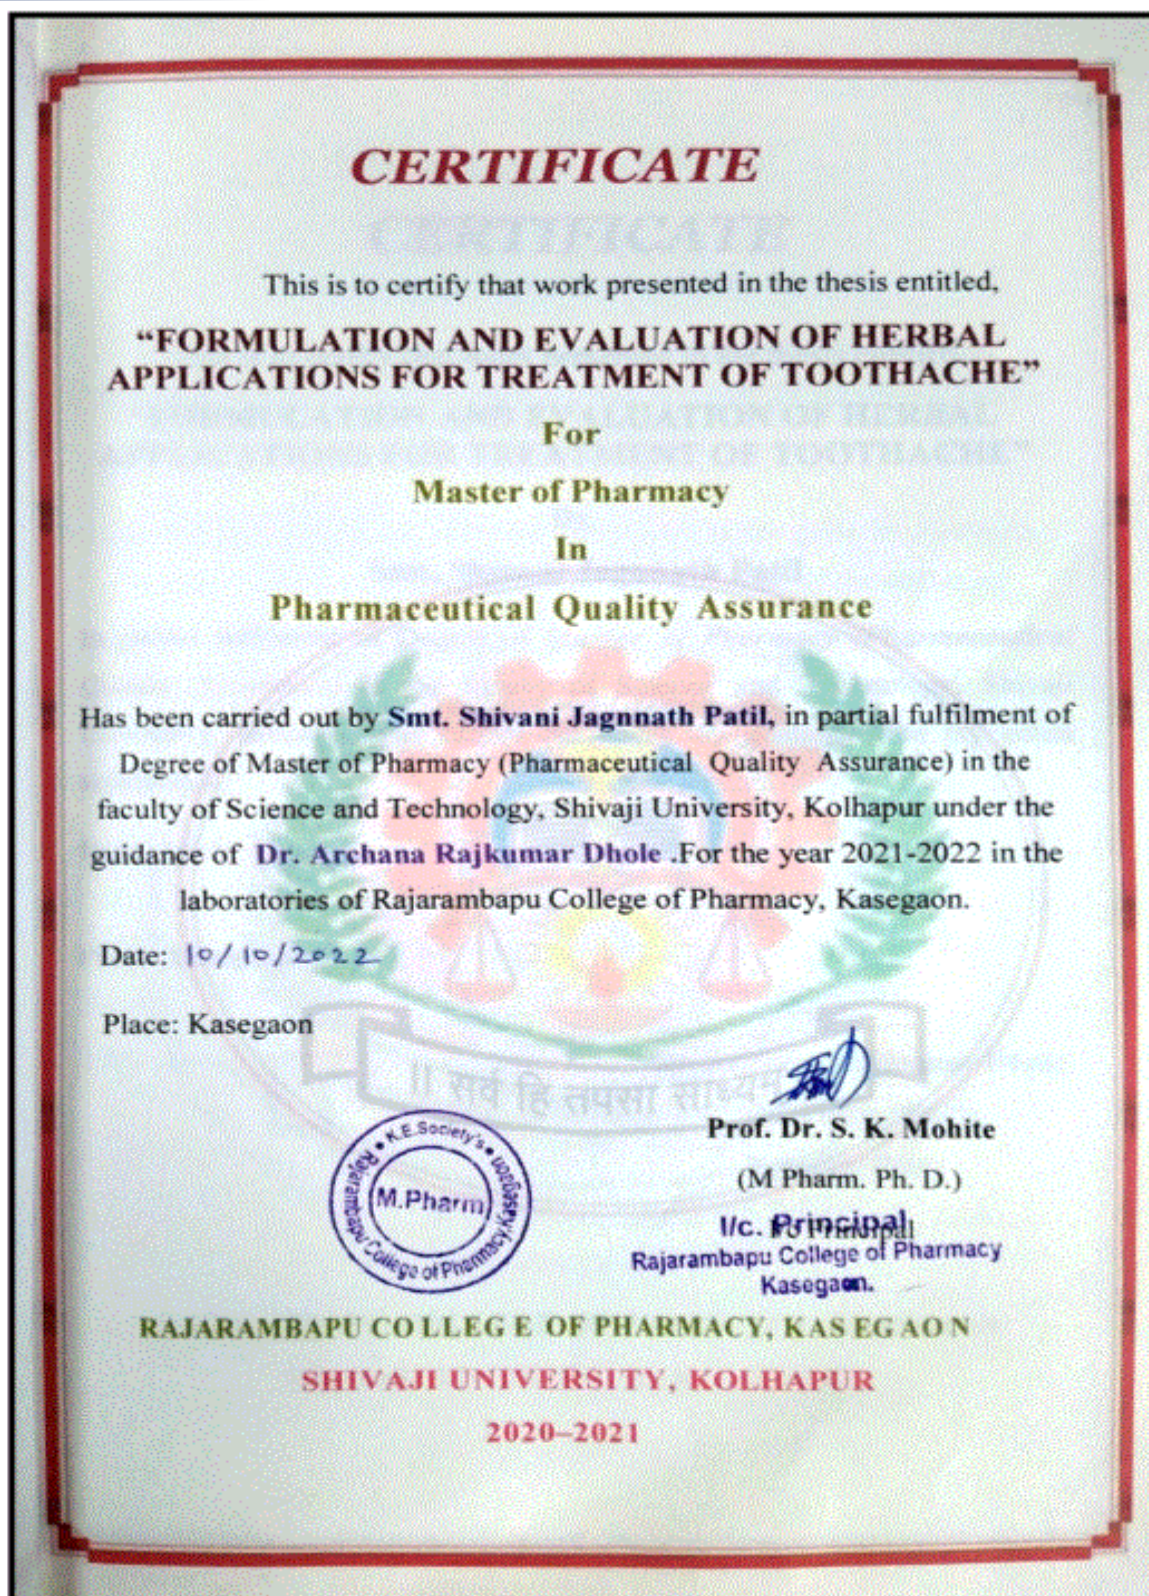 CERTIFICATE
This is to certify that work presented in the thesis entitled,
“FORMULATION AND EVALUATION OF HERBAL
APPLICATIONS FOR TREATMENT OF TOOTHACHE”
For
Master of Pharmacy
In
Pharmaceutical Quality Assurance
Has been carried out by Smt. Shivani Jagnnath Patil, in partial fulfilment of
Degree of Master of Pharmacy (Pharmaceutical Quality Assurance) in the
faculty of Science and Technology, Shivaji University, Kolhapur under the
guidance of Dr. Archana Rajkumar Dhole .For the year 2021-2022 in the
laboratories of Rajarambapu College of Pharmacy, Kasegaon.
Date: 10/10/2022
Place: Kasegaon
|| सर्वं हि तपसा साध्यम्
Prof. Dr. S. K. Mohite
(M Pharm. Ph. D.)
I/c. Principal
Rajarambapu College of Pharmacy
Kasegaon.
K.E.Society's
Rajarambapu College of Pharmacy, Kasegaon
M.Pharm
RAJARAMBAPU COLLEGE OF PHARMACY, KASEGAON
SHIVAJI UNIVERSITY, KOLHAPUR
2020–2021